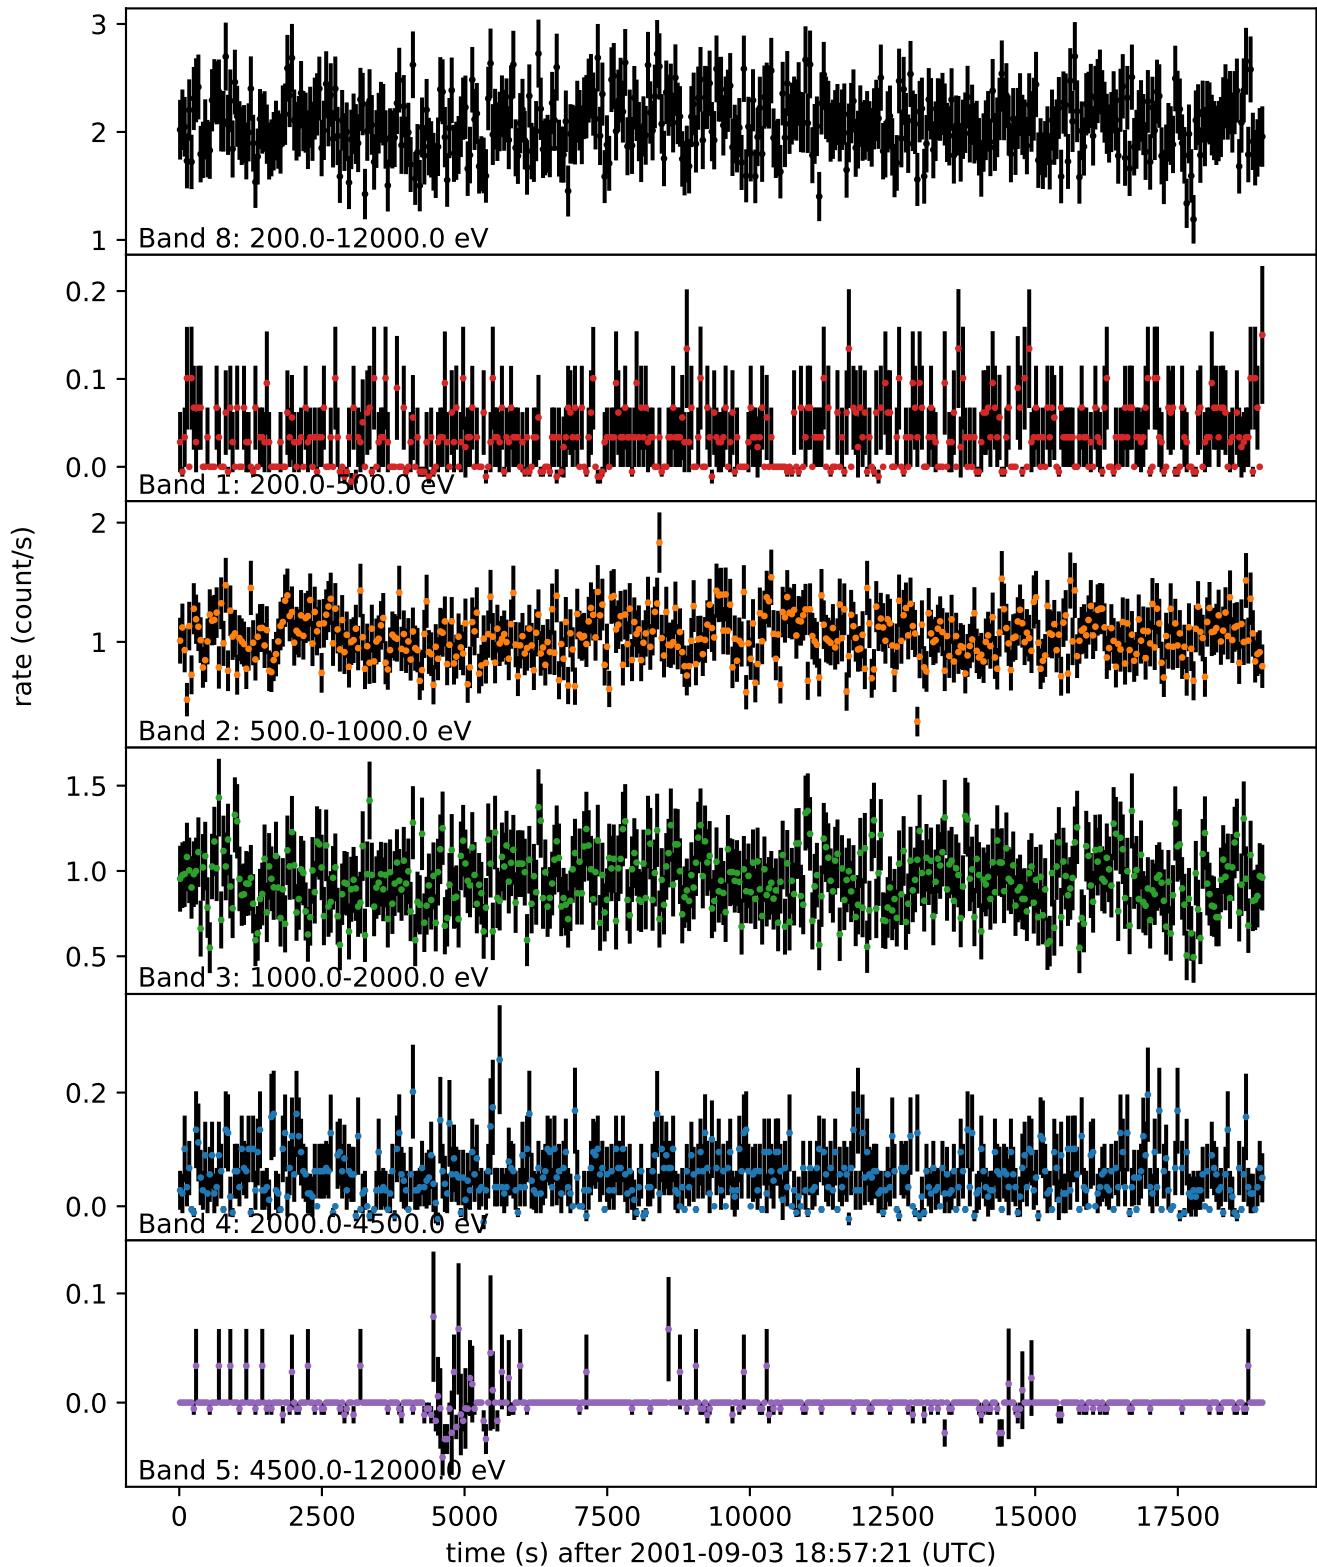 3
2
1
Band 8: 200.0-12000.0 eV
0.2
0.1
0.0
Band 1: 200.0-500.0 eV
2
1
Band 2: 500.0-1000.0 eV
rate (count/s)
1.5
1.0
0.5
Band 3: 1000.0-2000.0 eV
0.2
0.0
Band 4: 2000.0-4500.0 eV
0.1
0.0
Band 5: 4500.0-12000.0 eV
0 2500 5000 7500 10000 12500 15000 17500
time (s) after 2001-09-03 18:57:21 (UTC)